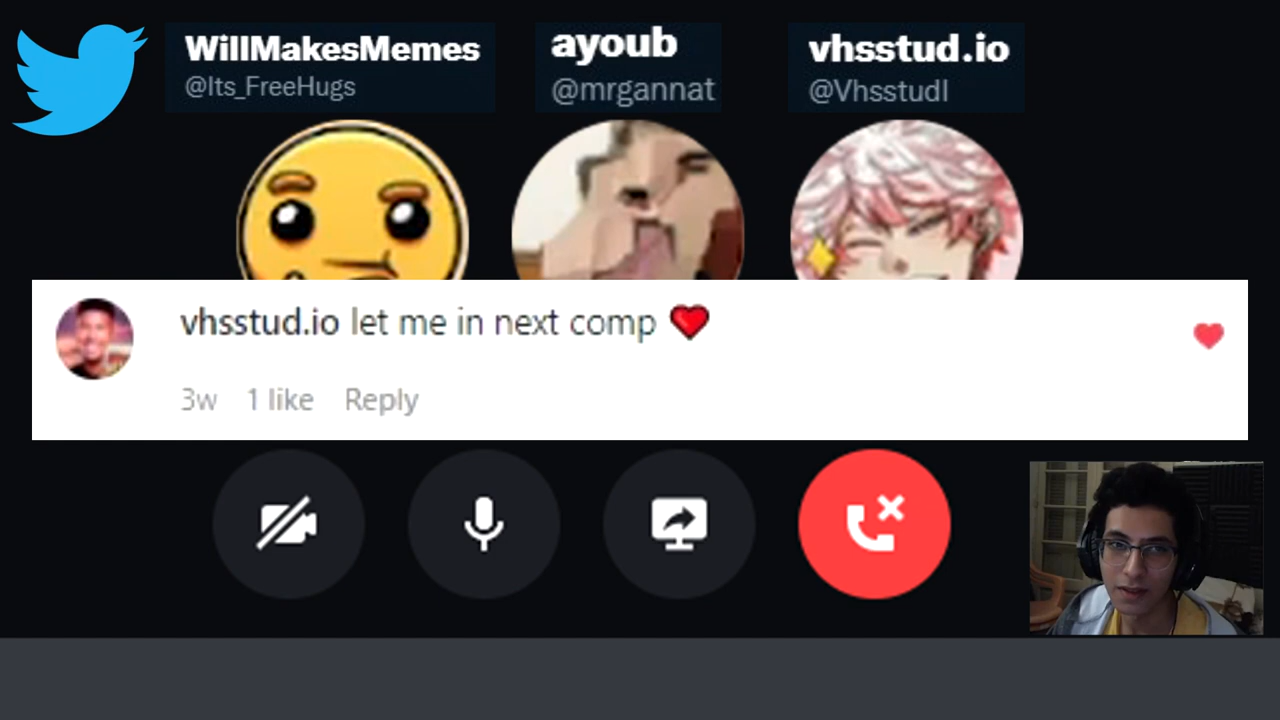 WillMakesMemes
@Its_FreeHugs
ayoub
@mrgannat
vhsstud.io
@Vhsstudl
vhsstud.io let me in next comp ❤️
3w 1 like Reply